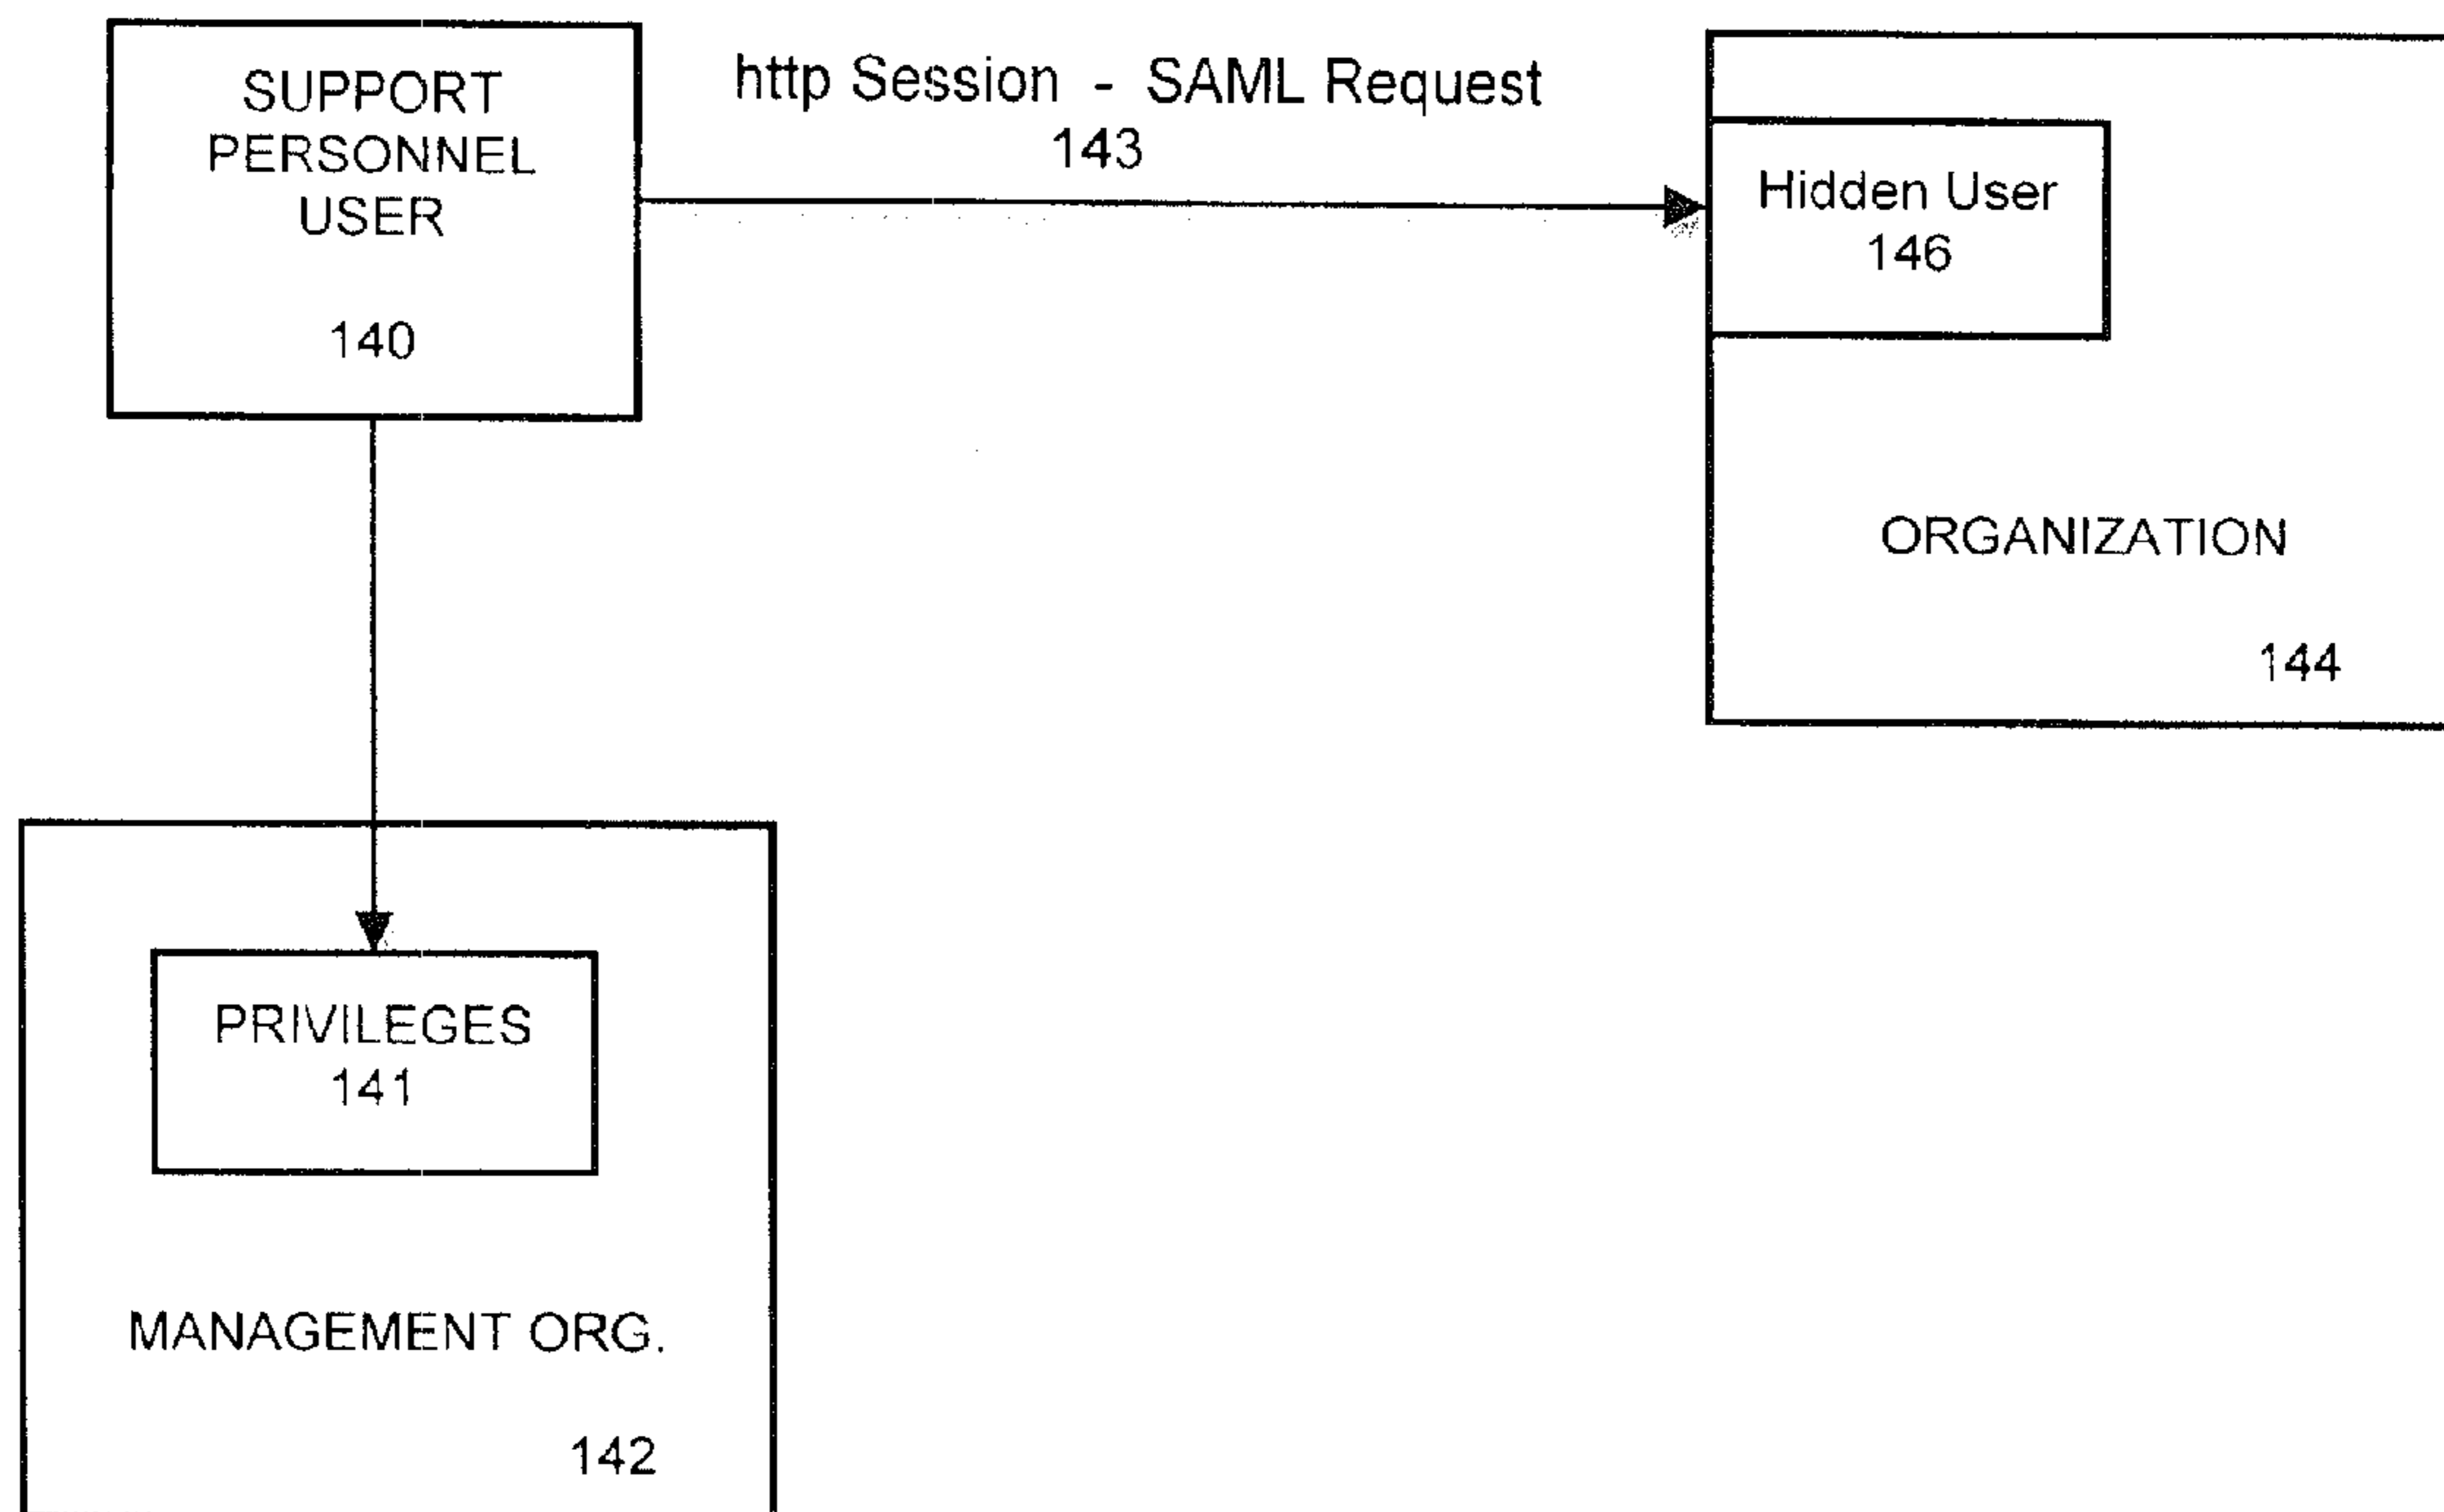 SUPPORT
PERSONNEL
USER
140
http Session - SAML Request
143
Hidden User
146
ORGANIZATION
144
PRIVILEGES
141
MANAGEMENT ORG.
142